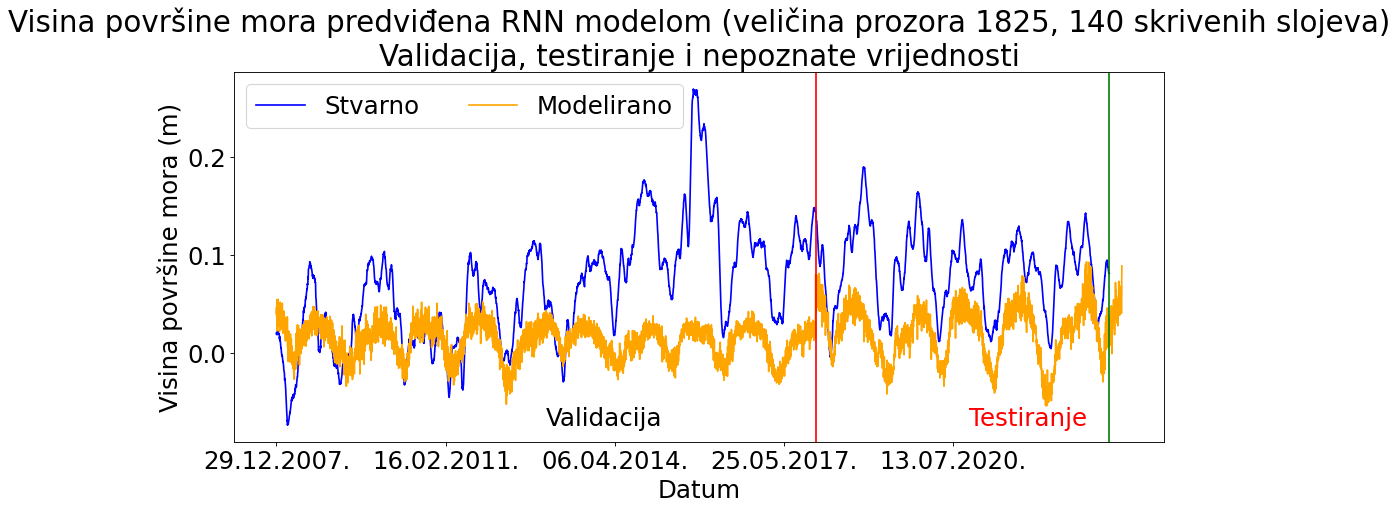 Visina površine mora predviđena RNN modelom (veličina prozora 1825, 140 skrivenih slojeva)
Validacija, testiranje i nepoznate vrijednosti
Stvarno
Modelirano
Visina površine mora (m)
0.2
0.1
0.0
Validacija
Testiranje
29.12.2007.
16.02.2011.
06.04.2014.
25.05.2017.
13.07.2020.
Datum